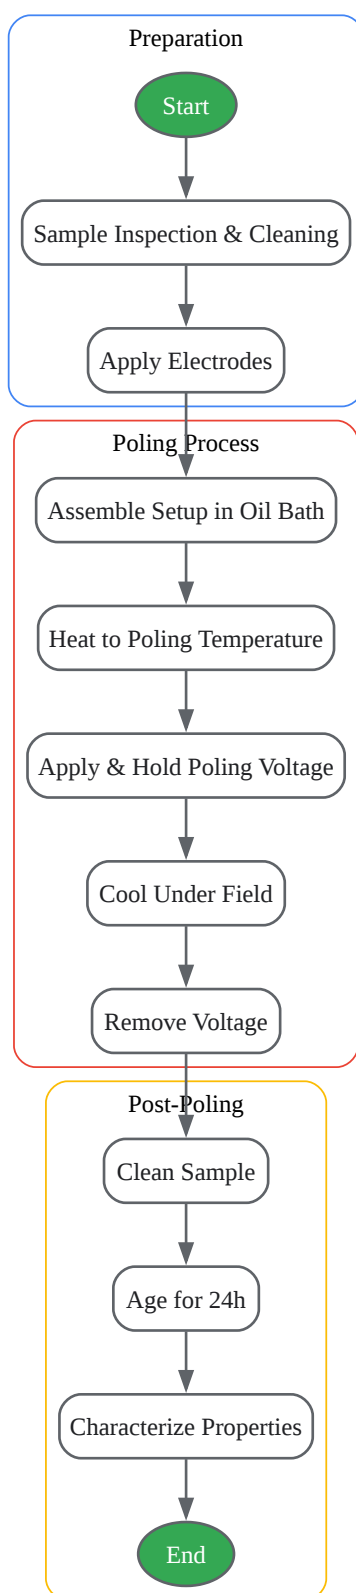 Preparation
Start
Sample Inspection & Cleaning
Apply Electrodes
Poling Process
Assemble Setup in Oil Bath
Heat to Poling Temperature
Apply & Hold Poling Voltage
Cool Under Field
Remove Voltage
Post-Poling
Clean Sample
Age for 24h
Characterize Properties
End